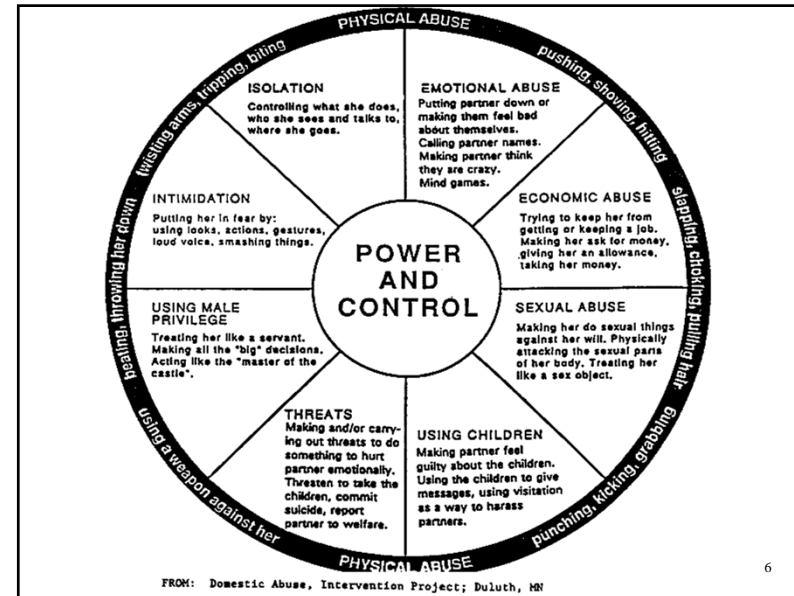 PHYSICAL ABUSE
twisting arms, tripping, biting
pushing, shoving, hitting
slapping, choking, pulling hair
punching, kicking, grabbing
PHYSICAL ABUSE
using a weapon against her
beating, throwing her down
ISOLATION
Controlling what she does,
who she sees and talks to,
where she goes.
EMOTIONAL ABUSE
Putting partner down or
making them feel bad
about themselves.
Calling partner names.
Making partner think
they are crazy.
Mind games.
INTIMIDATION
Putting her in fear by:
using looks, actions, gestures,
loud voice, smashing things.
ECONOMIC ABUSE
Trying to keep her from
getting or keeping a job.
Making her ask for money,
giving her an allowance,
taking her money.
POWER
AND
CONTROL
USING MALE
PRIVILEGE
Treating her like a servant.
Making all the "big" decisions.
Acting like the "master of the
castle".
SEXUAL ABUSE
Making her do sexual things
against her will. Physically
attacking the sexual parts
of her body. Treating her
like a sex object.
THREATS
Making and/or carry-
ing out threats to do
something to hurt
partner emotionally.
Threaten to take the
children, commit
suicide, report
partner to welfare.
USING CHILDREN
Making partner feel
guilty about the children.
Using the children to give
messages, using visitation
as a way to harass
partners.
FROM: Domestic Abuse, Intervention Project; Duluth, MN
6